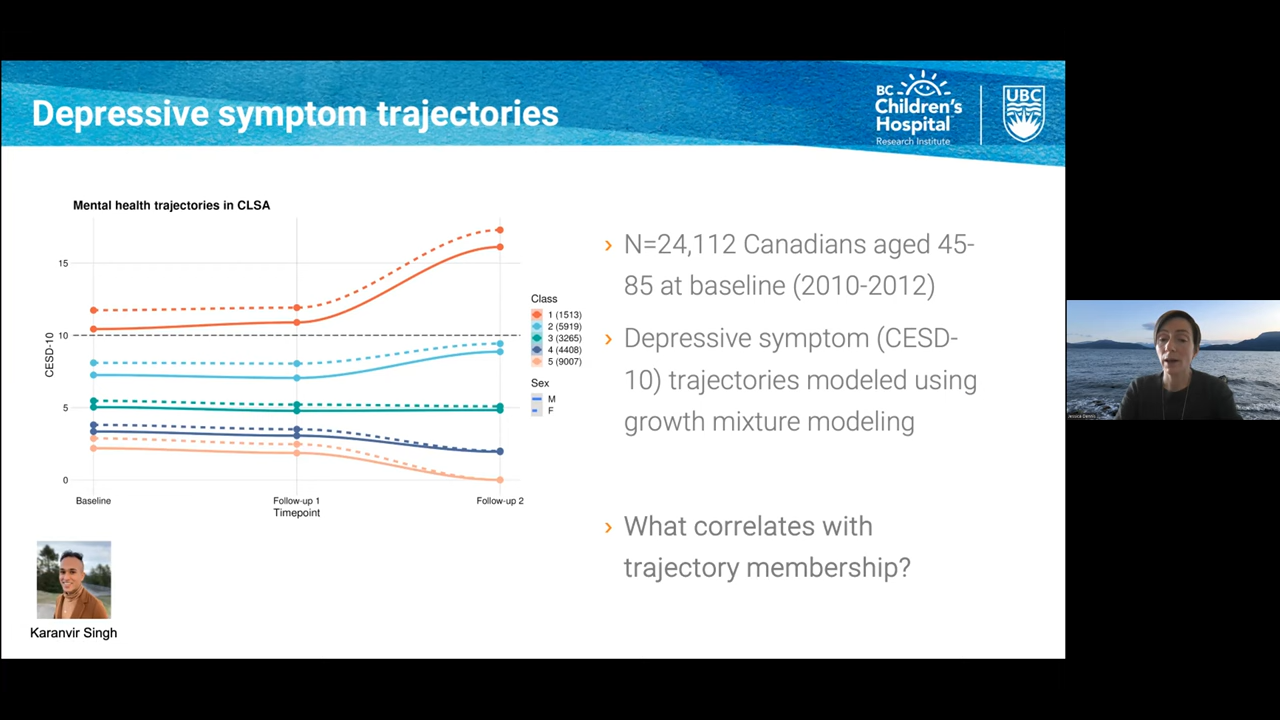 Depressive symptom trajectories
BC
Children's
Hospital
Research Institute
UBC
Mental health trajectories in CLSA
15
10
5
0
CESD-10
Baseline
Follow-up 1
Follow-up 2
Timepoint
Class
1 (1513)
2 (5919)
3 (3265)
4 (4408)
5 (9007)
Sex
M
F
› N=24,112 Canadians aged 45-
85 at baseline (2010-2012)
› Depressive symptom (CESD-
10) trajectories modeled using
growth mixture modeling
› What correlates with
trajectory membership?
Karanvir Singh
Jessica Dennis